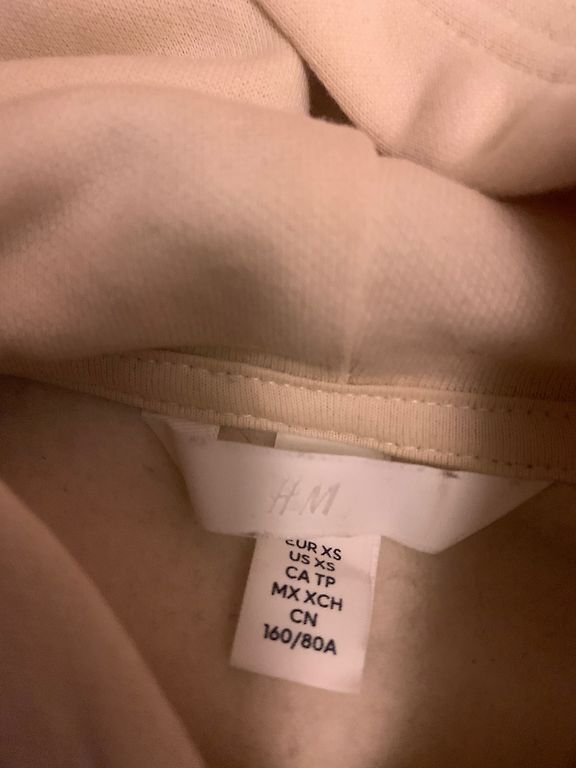 H&M
EUR XS
US XS
CA TP
MX XCH
CN
160/80A